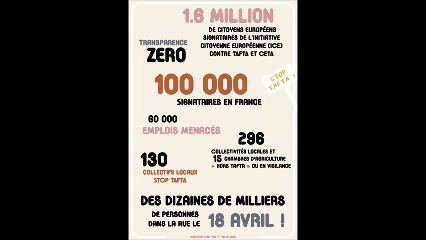 1.6 MILLION
DE CITOYENS EUROPÉENS
SIGNATAIRES DE L'INITIATIVE
CITOYENNE EUROPÉENNE (ICE)
CONTRE TAFTA ET CETA
TRANSPARENCE
ZERO
100 000
SIGNATAIRES EN FRANCE
STOP
TAFTA !
60 000
EMPLOIS MENACÉS
296
COLLECTIVITÉS LOCALES ET
15 CHAMBRES D'AGRICULTURE
« HORS TAFTA » OU EN VIGILANCE
130
COLLECTIFS LOCAUX
STOP TAFTA
DES DIZAINES DE MILLIERS
DE PERSONNES
DANS LA RUE LE
18 AVRIL !